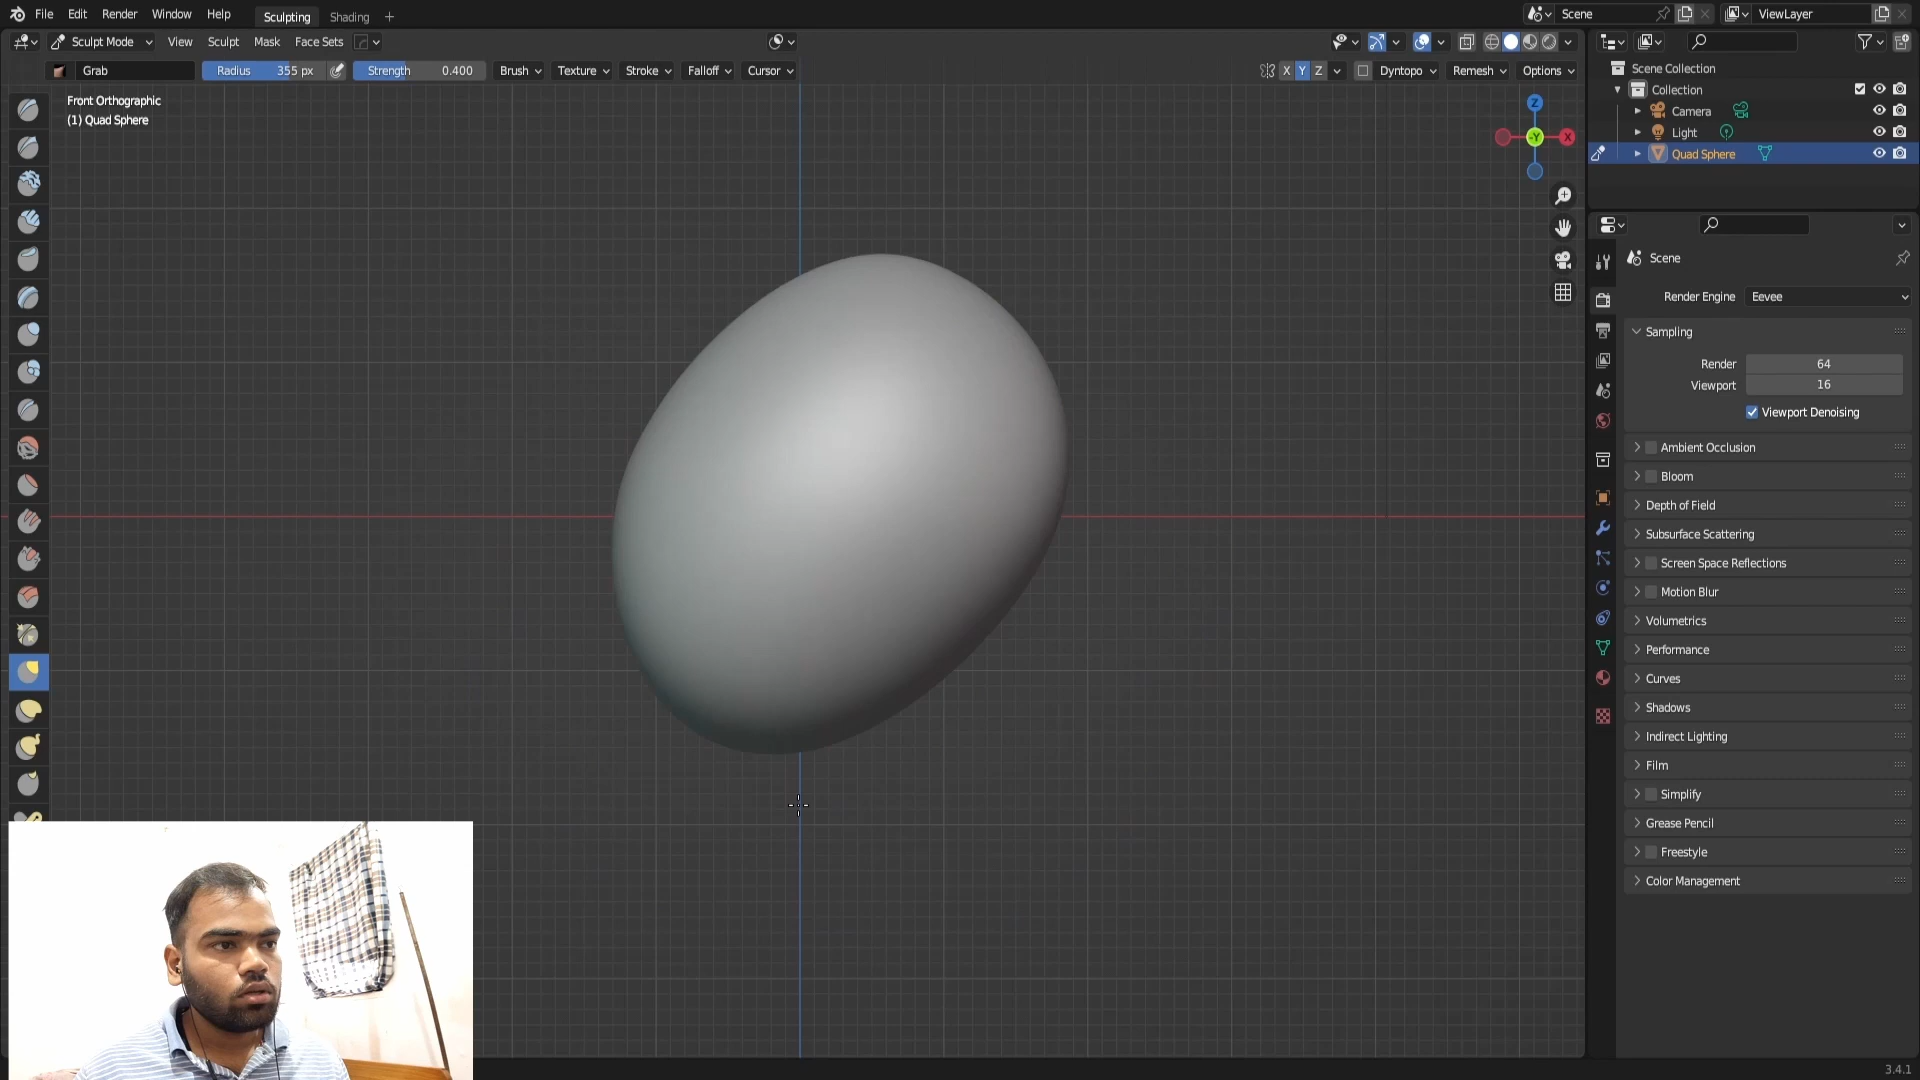 File Edit Render Window Help Sculpting Shading + Scene ViewLayer
Sculpt Mode View Sculpt Mask Face Sets
Grab Radius 355 px Strength 0.400 Brush Texture Stroke Falloff Cursor X Y Z Dyntopo Remesh Options
Front Orthographic
(1) Quad Sphere
Z
-Y X
Scene Collection
Collection
Camera
Light
Quad Sphere
Scene
Render Engine Eevee
Sampling
Render 64
Viewport 16
Viewport Denoising
Ambient Occlusion
Bloom
Depth of Field
Subsurface Scattering
Screen Space Reflections
Motion Blur
Volumetrics
Performance
Curves
Shadows
Indirect Lighting
Film
Simplify
Grease Pencil
Freestyle
Color Management
3.4.1